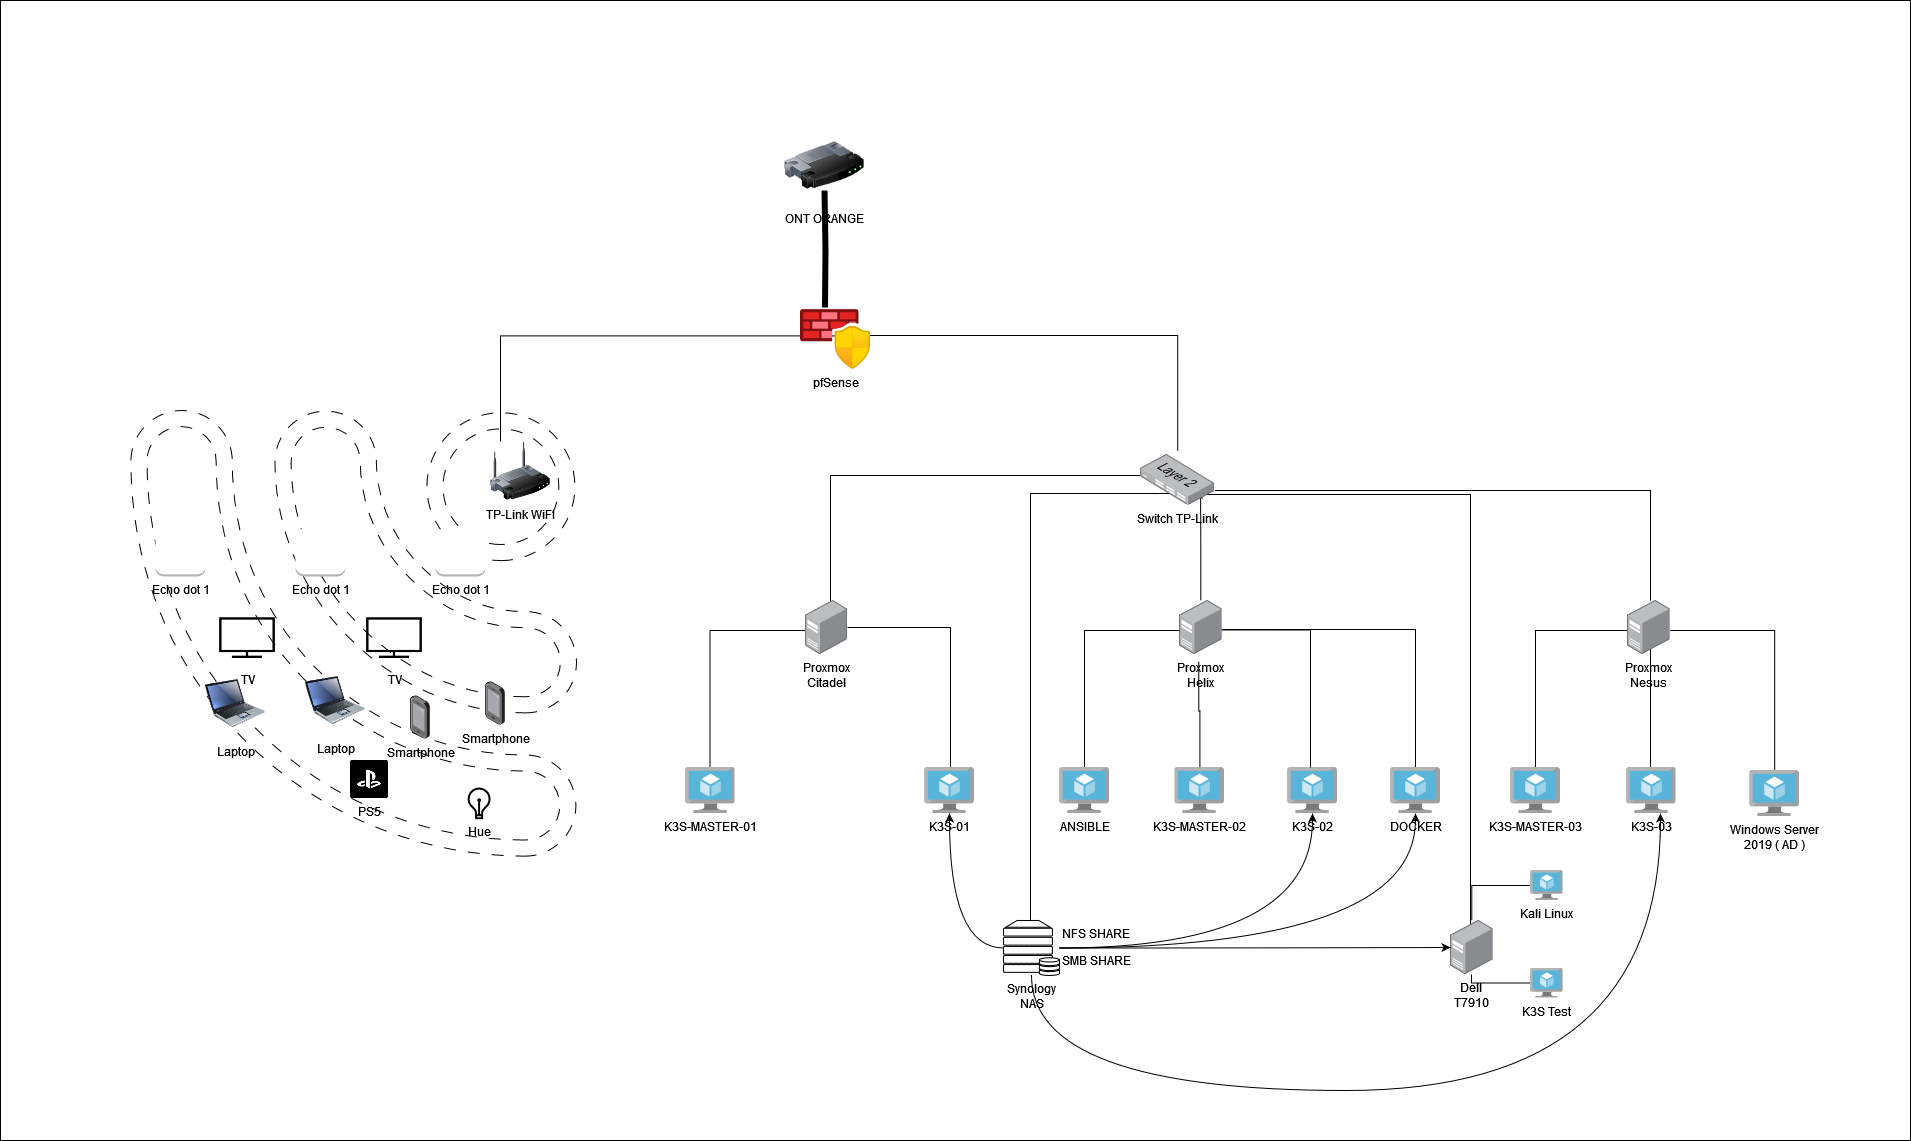 ONT ORANGE
pfSense
Layer 2
Switch TP-Link
TP-Link WiFI
Echo dot 1
Echo dot 1
Echo dot 1
TV
TV
Laptop
Laptop
Smartphone
Smartphone
PS5
Hue
Proxmox
Citadel
Proxmox
Helix
Proxmox
Nesus
K3S-MASTER-01
K3S-01
ANSIBLE
K3S-MASTER-02
K3S-02
DOCKER
K3S-MASTER-03
K3S-03
Windows Server
2019 ( AD )
Kali Linux
NFS SHARE
SMB SHARE
Synology
NAS
Dell
T7910
K3S Test